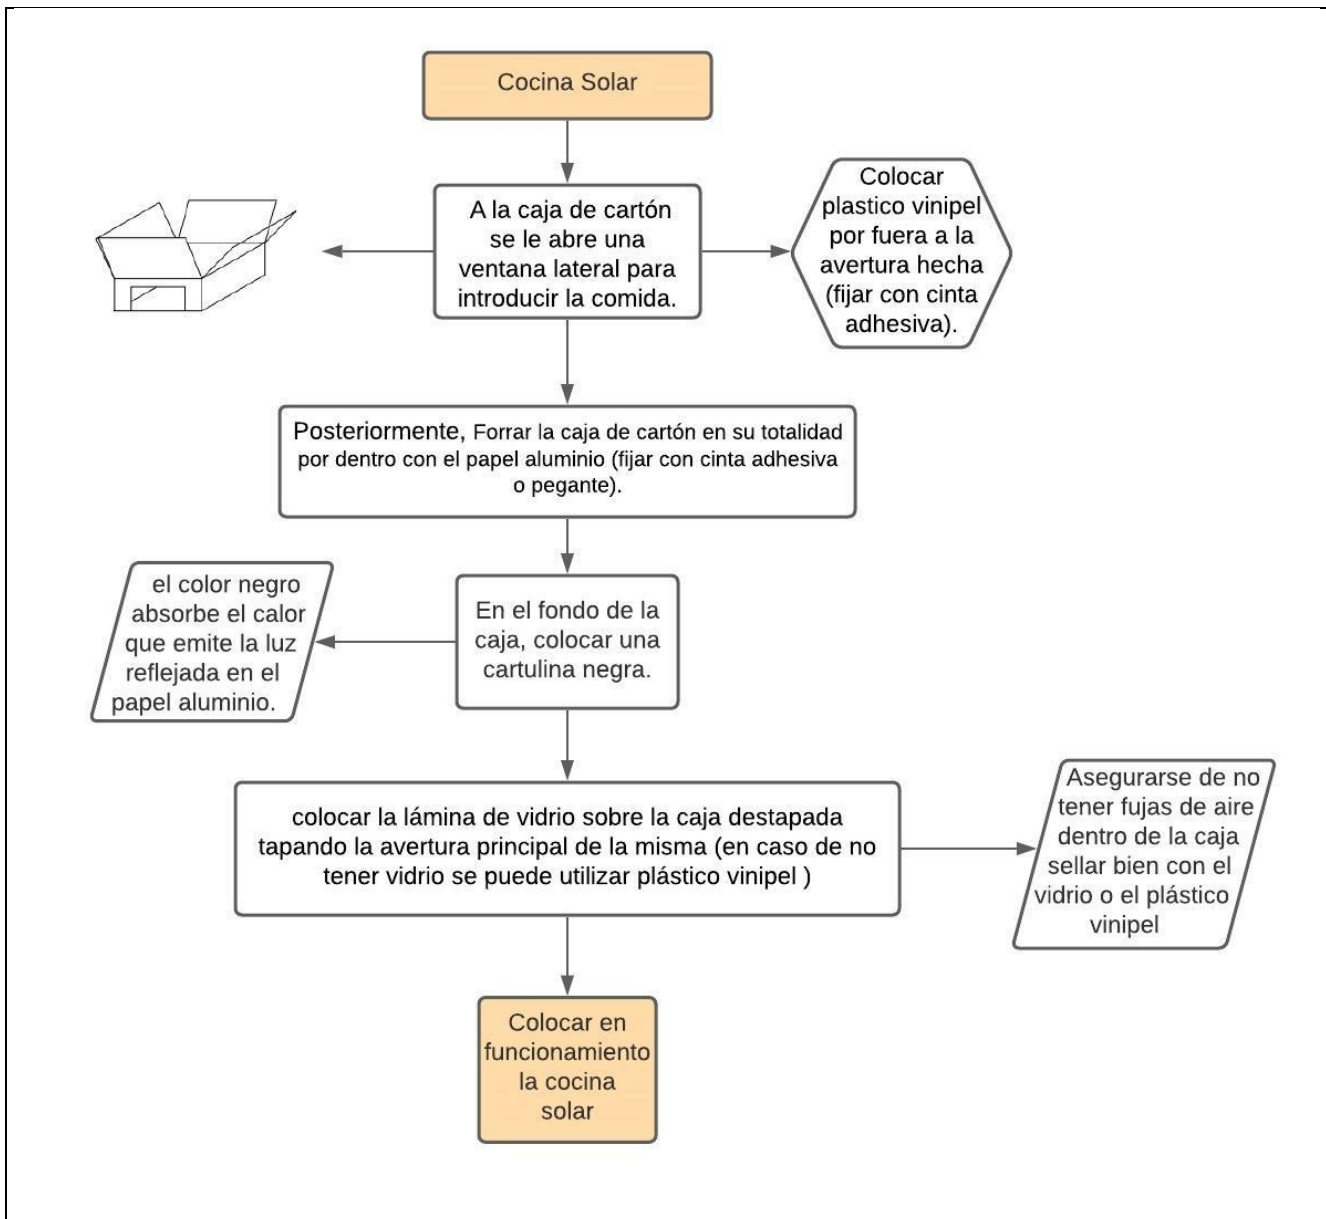 Cocina Solar
A la caja de cartón
se le abre una
ventana lateral para
introducir la comida.
Colocar
plastico vinipel
por fuera a la
avertura hecha
(fijar con cinta
adhesiva).
Posteriormente, Forrar la caja de cartón en su totalidad
por dentro con el papel aluminio (fijar con cinta adhesiva
o pegante).
el color negro
absorbe el calor
que emite la luz
reflejada en el
papel aluminio.
En el fondo de la
caja, colocar una
cartulina negra.
colocar la lámina de vidrio sobre la caja destapada
tapando la avertura principal de la misma (en caso de no
tener vidrio se puede utilizar plástico vinipel )
Asegurarse de no
tener fujas de aire
dentro de la caja
sellar bien con el
vidrio o el plástico
vinipel
Colocar en
funcionamiento
la cocina
solar